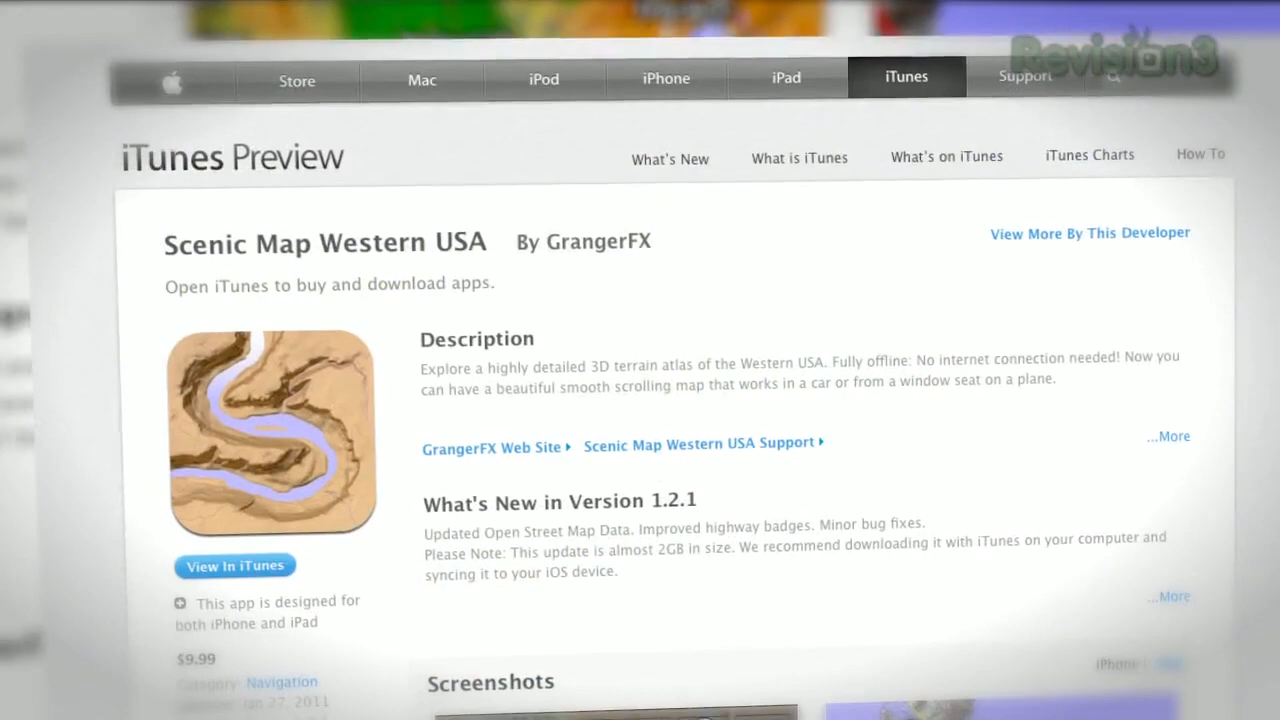 Revision3
Store Mac iPod iPhone iPad iTunes Support
iTunes Preview
What's New What is iTunes What's on iTunes iTunes Charts How To
Scenic Map Western USA By GrangerFX
View More By This Developer
Open iTunes to buy and download apps.
Description
Explore a highly detailed 3D terrain atlas of the Western USA. Fully offline: No internet connection needed! Now you
can have a beautiful smooth scrolling map that works in a car or from a window seat on a plane.
GrangerFX Web Site Scenic Map Western USA Support
...More
What's New in Version 1.2.1
Updated Open Street Map Data. Improved highway badges. Minor bug fixes.
Please Note: This update is almost 2GB in size. We recommend downloading it with iTunes on your computer and
syncing it to your iOS device.
...More
View In iTunes
This app is designed for
both iPhone and iPad
$9.99
Category: Navigation
Jan 27, 2011
Screenshots
iPhone